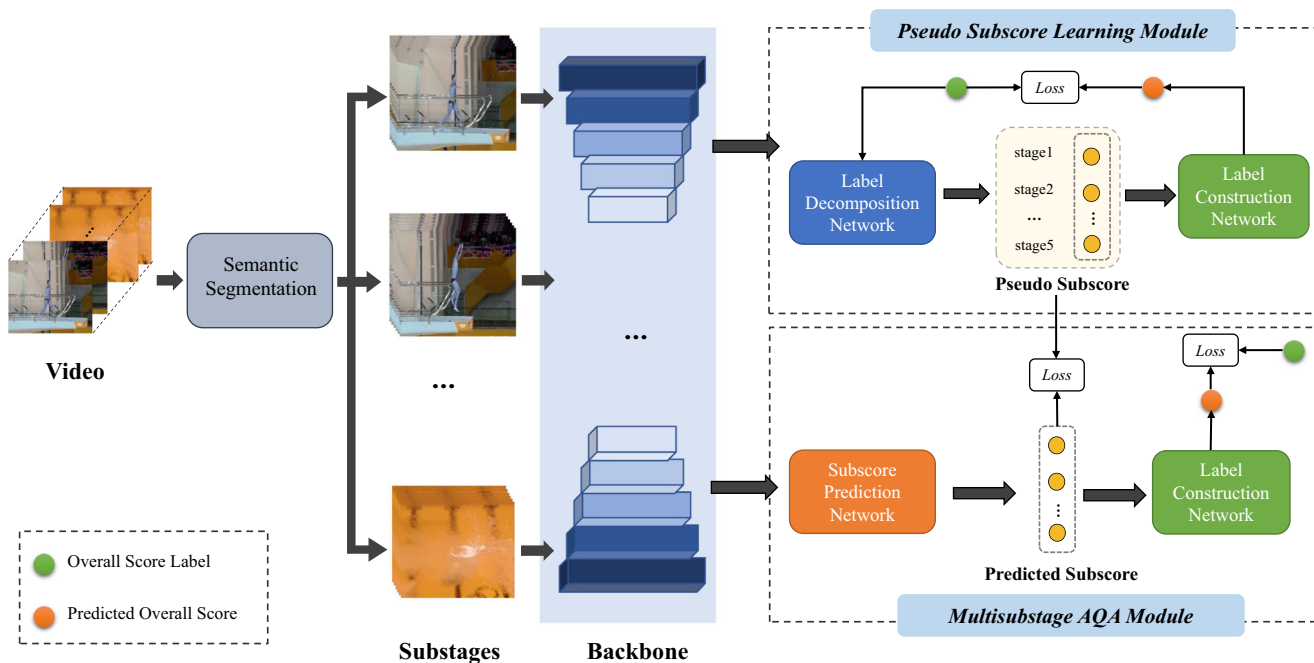 Pseudo Subscore Learning Module
Loss
stage1
stage2
...
stage5
Label
Decomposition
Network
Label
Construction
Network
Pseudo Subscore
Semantic
Segmentation
...
Video
...
...
Loss
Loss
Subscore
Prediction
Network
...
Label
Construction
Network
Predicted Subscore
Overall Score Label
Predicted Overall Score
Substages
Backbone
Multisubstage AQA Module